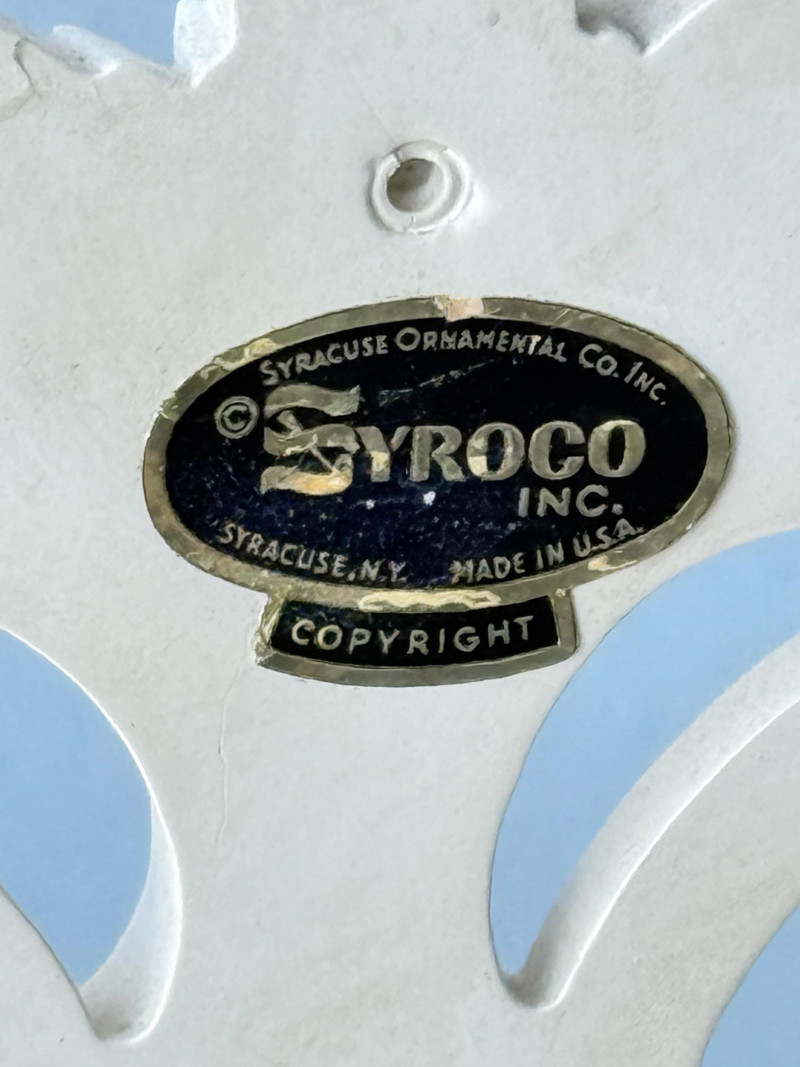 SYRACUSE ORNAMENTAL CO. INC.
© SYROCO
INC.
SYRACUSE, N.Y. MADE IN U.S.A.
COPYRIGHT